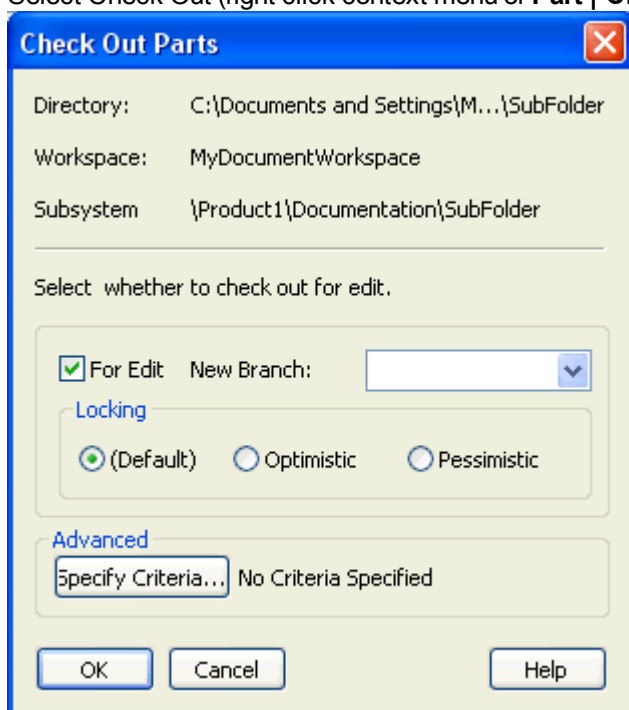 Select Check Out (right click context menu or Part |
Check Out Parts
Directory: C:\Documents and Settings\M...\SubFolder
Workspace: MyDocumentWorkspace
Subsystem \Product1\Documentation\SubFolder
Select whether to check out for edit.
For Edit New Branch:
Locking
(Default) Optimistic Pessimistic
Advanced
Specify Criteria... No Criteria Specified
OK Cancel Help